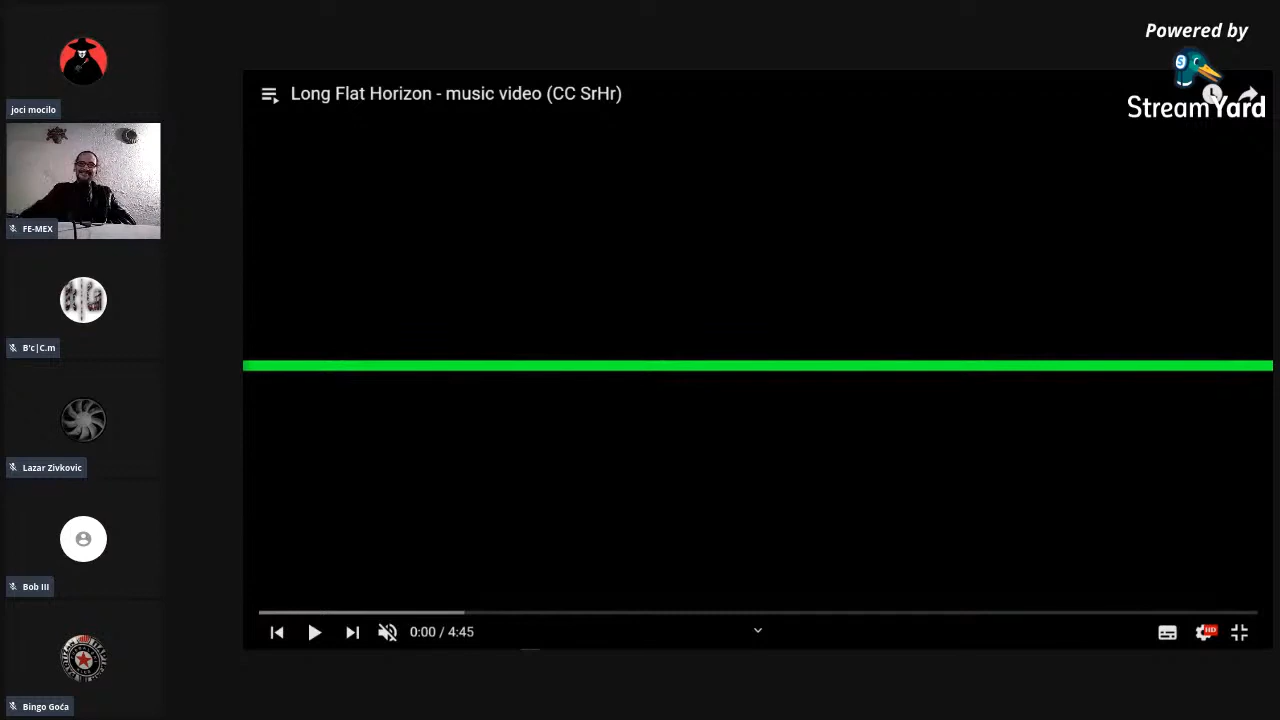 Powered by
StreamYard
Long Flat Horizon - music video (CC SrHr)
joci mocilo
FE-MEX
B'c|C.m
Lazar Zivkovic
Bob III
Bingo Goća
0:00 / 4:45
HD